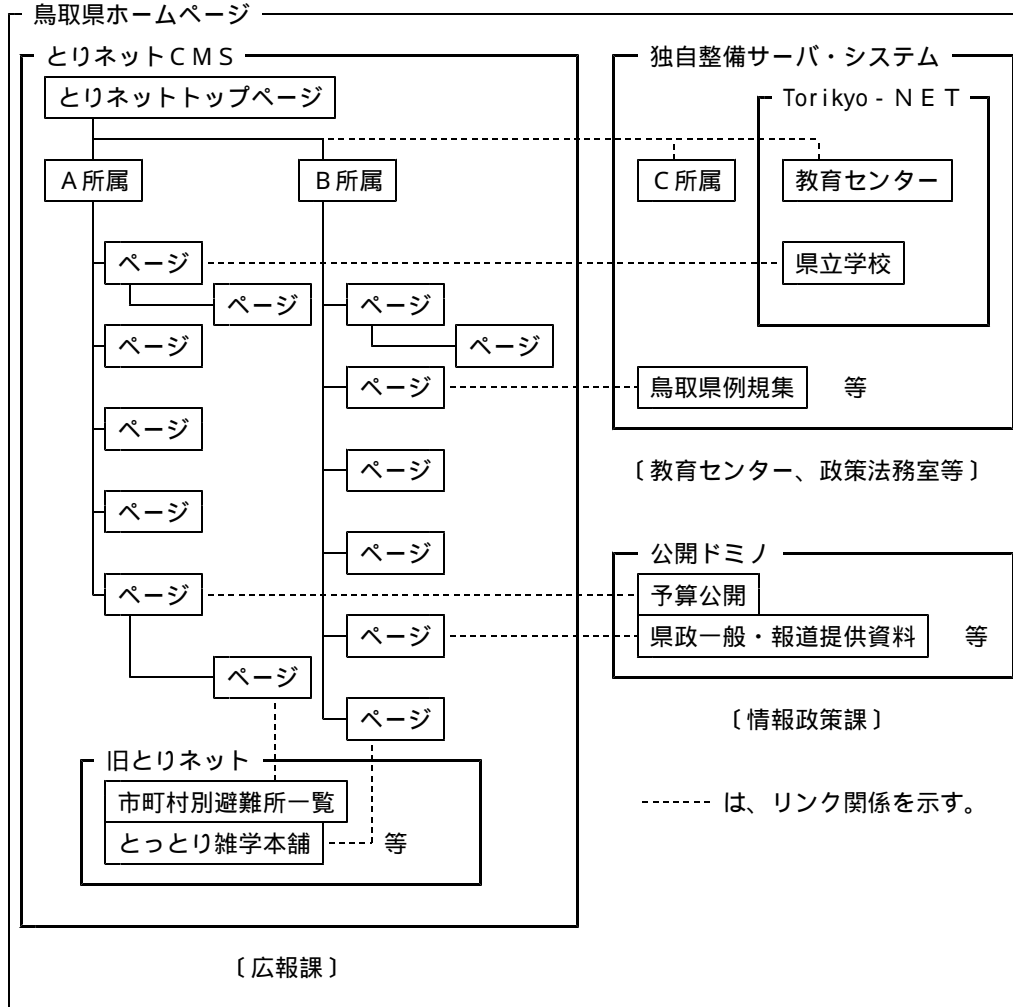 鳥取県ホームページ
とりネットCMS 独自整備サーバ・システム
とりネットトップページ Torikyo-NET
A所属 B所属 C所属 教育センター
ページ 県立学校
ページ ページ
ページ ページ
ページ 鳥取県例規集 等
ページ
ページ 〔教育センター、政策法務室等〕
ページ
ページ 公開ドミノ
ページ 予算公開
ページ 県政一般・報道提供資料 等
ページ
ページ 〔情報政策課〕
旧とりネット
市町村別避難所一覧 ------ は、リンク関係を示す。
とっとり雑学本舗 等
〔広報課〕